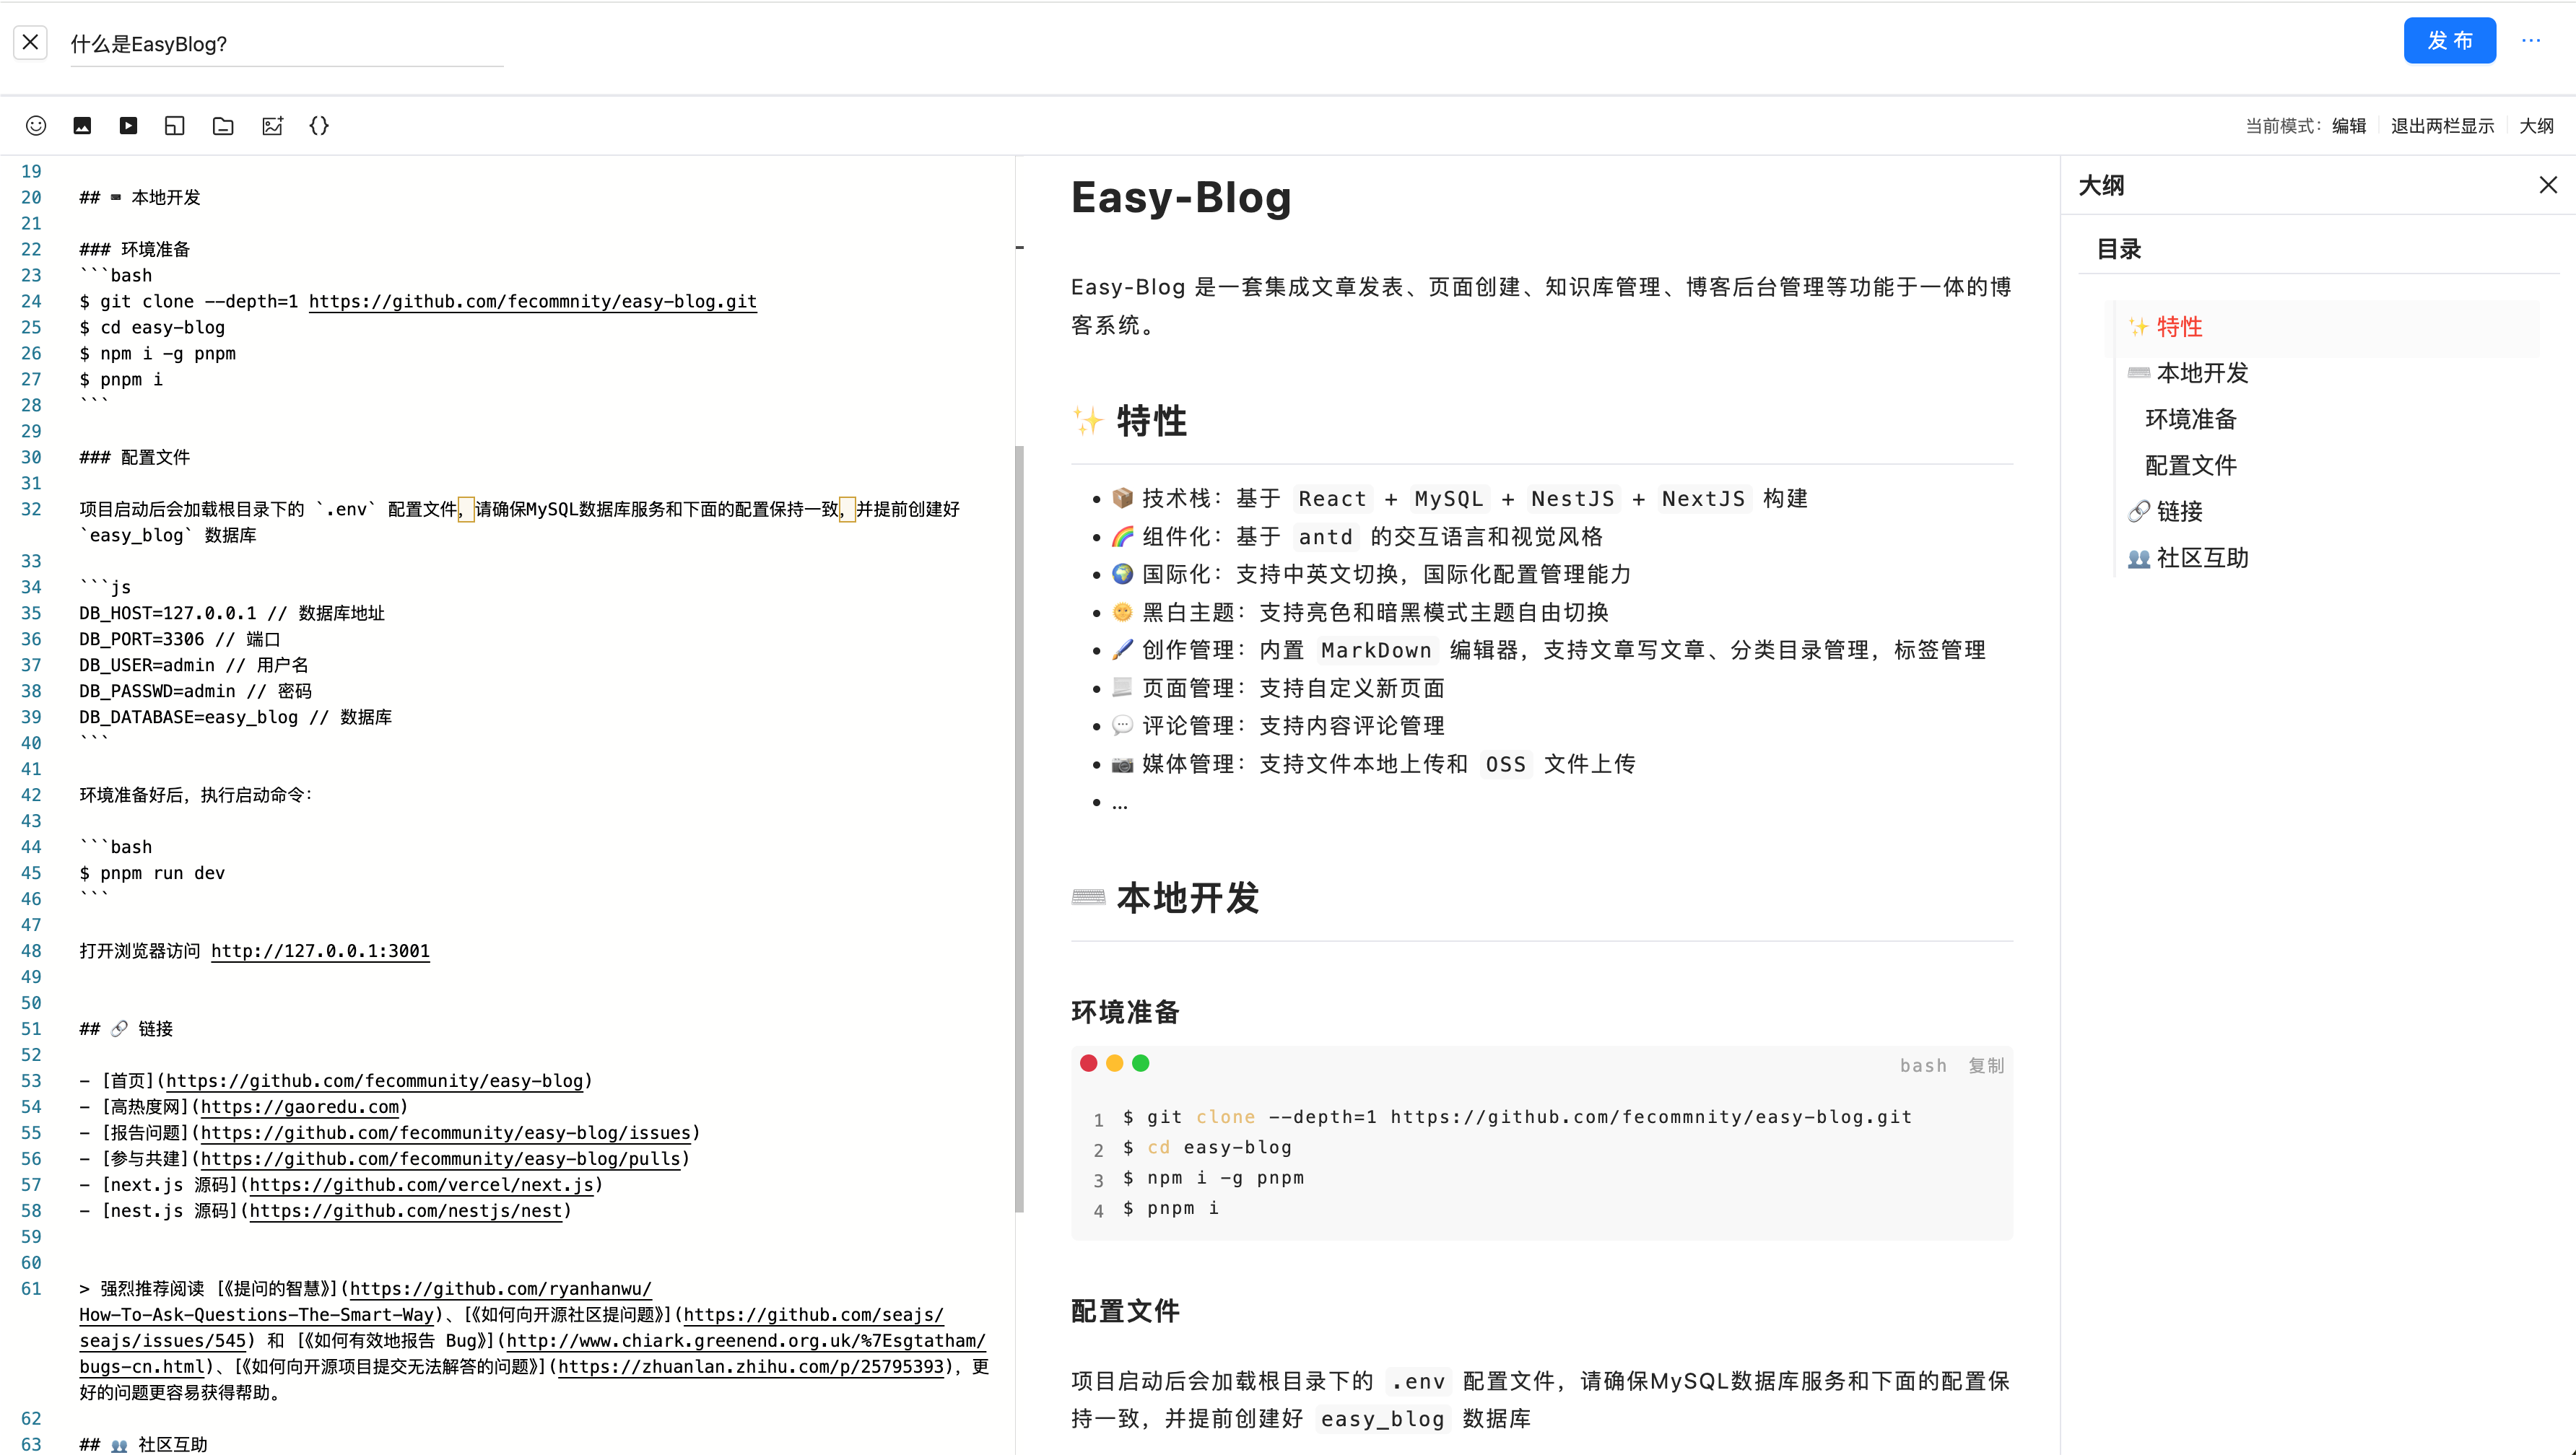 什么是EasyBlog?
发 布
当前模式：编辑 退出两栏显示 大纲
19
20 ## ⌨ 本地开发
21
22 ### 环境准备
23 ```bash
24 $ git clone --depth=1 https://github.com/fecommnity/easy-blog.git
25 $ cd easy-blog
26 $ npm i -g pnpm
27 $ pnpm i
28 ```
29
30 ### 配置文件
31
32 项目启动后会加载根目录下的 `.env` 配置文件，请确保MySQL数据库服务和下面的配置保持一致，并提前创建好
`easy_blog` 数据库
33
34 ```js
35 DB_HOST=127.0.0.1 // 数据库地址
36 DB_PORT=3306 // 端口
37 DB_USER=admin // 用户名
38 DB_PASSWD=admin // 密码
39 DB_DATABASE=easy_blog // 数据库
40 ```
41
42 环境准备好后，执行启动命令：
43
44 ```bash
45 $ pnpm run dev
46 ```
47
48 打开浏览器访问 http://127.0.0.1:3001
49
50
51 ## 🔗 链接
52
53 - [首页](https://github.com/fecommunity/easy-blog)
54 - [高热度网](https://gaoredu.com)
55 - [报告问题](https://github.com/fecommunity/easy-blog/issues)
56 - [参与共建](https://github.com/fecommunity/easy-blog/pulls)
57 - [next.js 源码](https://github.com/vercel/next.js)
58 - [nest.js 源码](https://github.com/nestjs/nest)
59
60
61 > 强烈推荐阅读 [《提问的智慧》](https://github.com/ryanhanwu/
How-To-Ask-Questions-The-Smart-Way)、[《如何向开源社区提问题》](https://github.com/seajs/
seajs/issues/545) 和 [《如何有效地报告 Bug》](http://www.chiark.greenend.org.uk/%7Esgtatham/
bugs-cn.html)、[《如何向开源项目提交无法解答的问题》](https://zhuanlan.zhihu.com/p/25795393)，更
好的问题更容易获得帮助。
62
63 ## 👥 社区互助
Easy-Blog
Easy-Blog 是一套集成文章发表、页面创建、知识库管理、博客后台管理等功能于一体的博
客系统。
✨ 特性
• 📦 技术栈：基于 React + MySQL + NestJS + NextJS 构建
• 🌈 组件化：基于 antd 的交互语言和视觉风格
• 🌍 国际化：支持中英文切换，国际化配置管理能力
• 🌞 黑白主题：支持亮色和暗黑模式主题自由切换
• 🖌️ 创作管理：内置 MarkDown 编辑器，支持文章写文章、分类目录管理，标签管理
• 📃 页面管理：支持自定义新页面
• 💬 评论管理：支持内容评论管理
• 📷 媒体管理：支持文件本地上传和 OSS 文件上传
• ...
⌨️ 本地开发
环境准备
bash 复制
1 $ git clone --depth=1 https://github.com/fecommnity/easy-blog.git
2 $ cd easy-blog
3 $ npm i -g pnpm
4 $ pnpm i
配置文件
项目启动后会加载根目录下的 .env 配置文件，请确保MySQL数据库服务和下面的配置保
持一致，并提前创建好 easy_blog 数据库
大纲
目录
✨ 特性
⌨️ 本地开发
环境准备
配置文件
🔗 链接
👥 社区互助